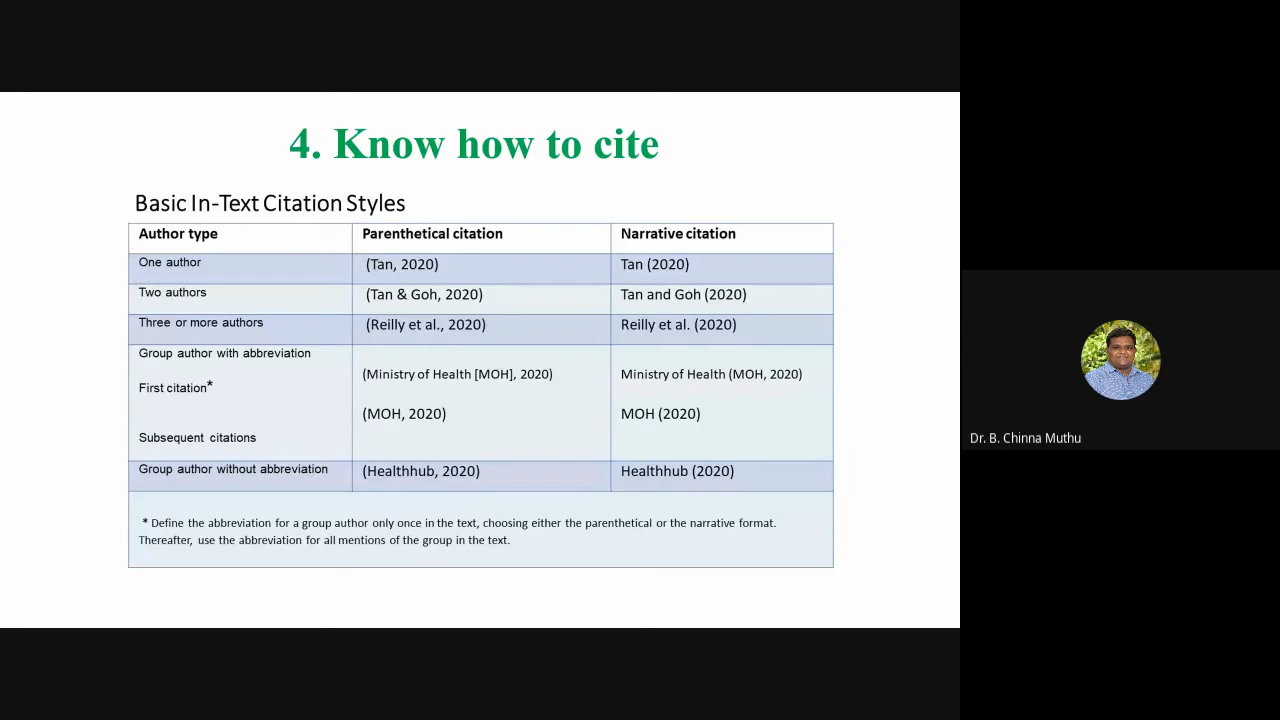 4. Know how to cite
Basic In-Text Citation Styles
Author type Parenthetical citation Narrative citation
One author (Tan, 2020) Tan (2020)
Two authors (Tan & Goh, 2020) Tan and Goh (2020)
Three or more authors (Reilly et al., 2020) Reilly et al. (2020)
Group author with abbreviation
First citation* (Ministry of Health [MOH], 2020) Ministry of Health (MOH, 2020)
Subsequent citations (MOH, 2020) MOH (2020)
Group author without abbreviation (Healthhub, 2020) Healthhub (2020)
* Define the abbreviation for a group author only once in the text, choosing either the parenthetical or the narrative format.
Thereafter, use the abbreviation for all mentions of the group in the text.
Dr. B. Chinna Muthu